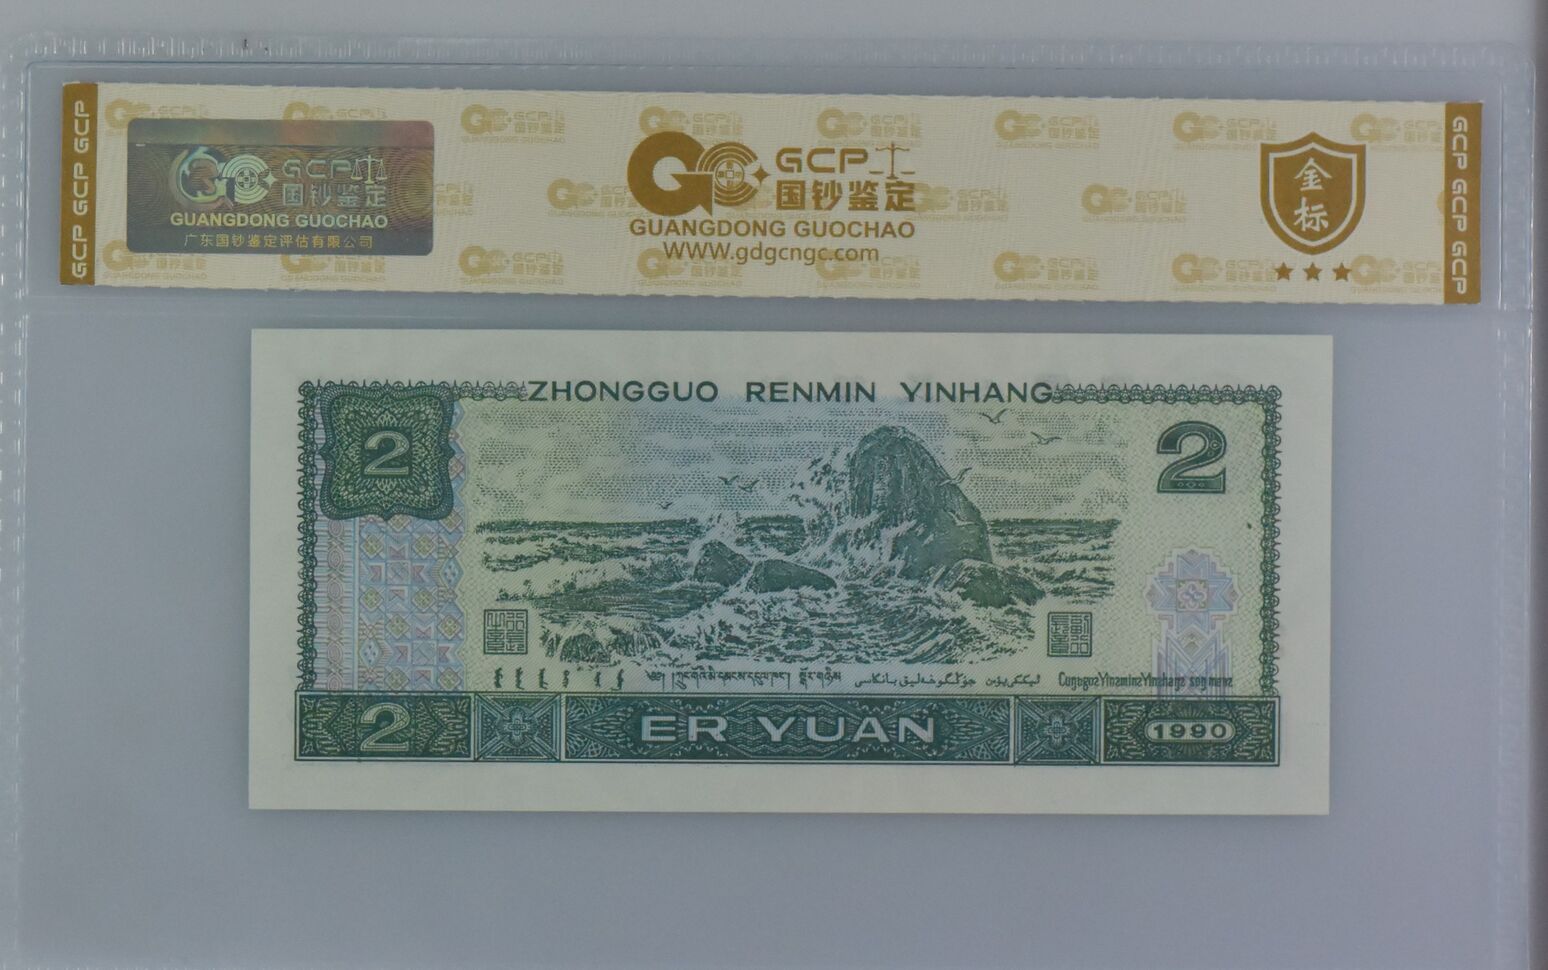 GCP GCP GCP
GCP
国钞鉴定
GUANGDONG GUOCHAO
广东国钞鉴定评估有限公司
GCP
国钞鉴定
GUANGDONG GUOCHAO
WWW.gdgcngc.com
金标
GCP GCP GCP
ZHONGGUO RENMIN YINHANG
2
2
2
ER YUAN
1990